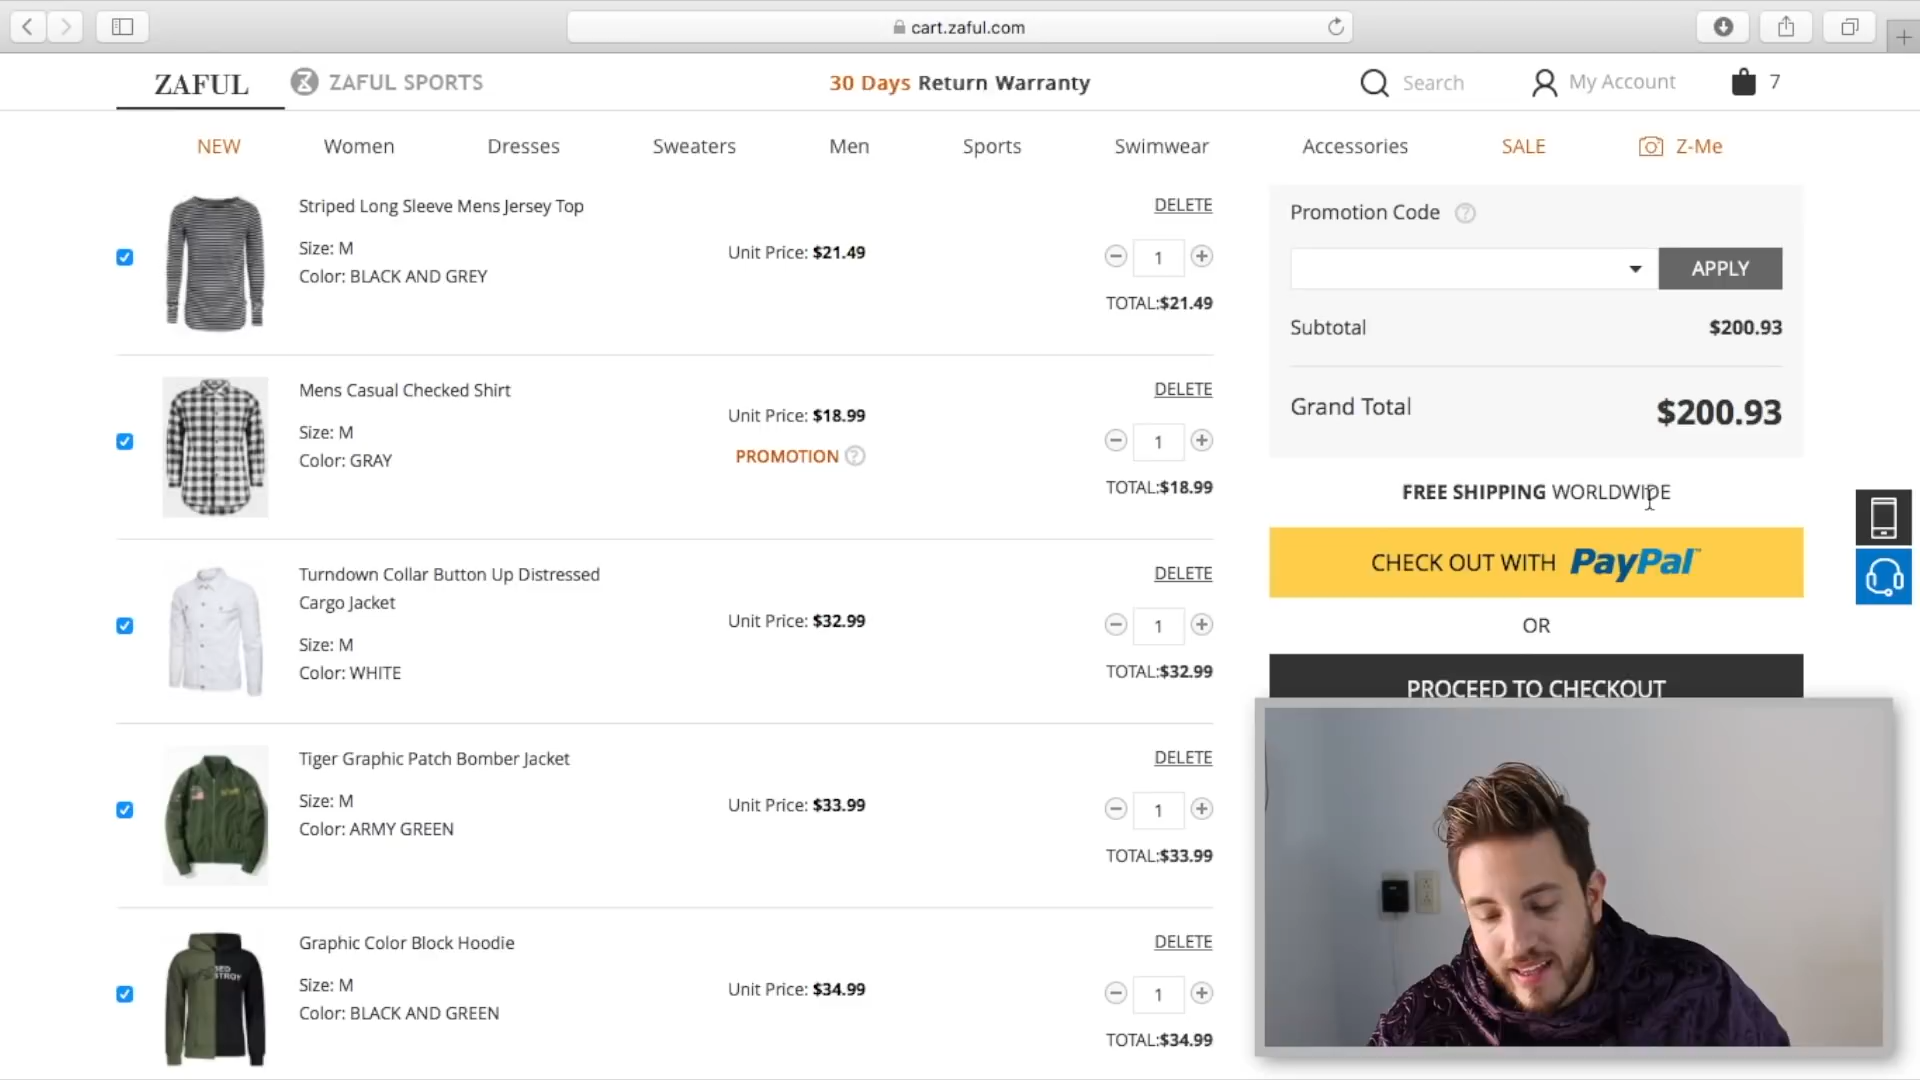 cart.zaful.com
ZAFUL
ZAFUL SPORTS
30 Days Return Warranty
Search
My Account
7
NEW
Women
Dresses
Sweaters
Men
Sports
Swimwear
Accessories
SALE
Z-Me
Striped Long Sleeve Mens Jersey Top
DELETE
Size: M
Color: BLACK AND GREY
Unit Price: $21.49
1
TOTAL:$21.49
Mens Casual Checked Shirt
DELETE
Size: M
Color: GRAY
Unit Price: $18.99
PROMOTION ?
1
TOTAL:$18.99
Turndown Collar Button Up Distressed
Cargo Jacket
DELETE
Size: M
Color: WHITE
Unit Price: $32.99
1
TOTAL:$32.99
Tiger Graphic Patch Bomber Jacket
DELETE
Size: M
Color: ARMY GREEN
Unit Price: $33.99
1
TOTAL:$33.99
Graphic Color Block Hoodie
DELETE
Size: M
Color: BLACK AND GREEN
Unit Price: $34.99
1
TOTAL:$34.99
Promotion Code ?
APPLY
Subtotal
$200.93
Grand Total
$200.93
FREE SHIPPING WORLDWIDE
CHECK OUT WITH PayPal
OR
PROCEED TO CHECKOUT